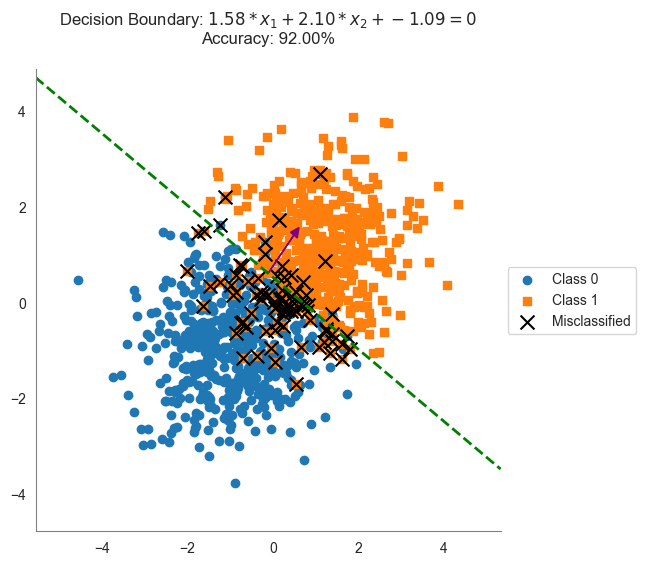 Decision Boundary: 1.58 * x₁ + 2.10 * x₂ + −1.09 = 0
Accuracy: 92.00%
4
2
0
−2
−4
−4
−2
0
2
4
Class 0
Class 1
Misclassified